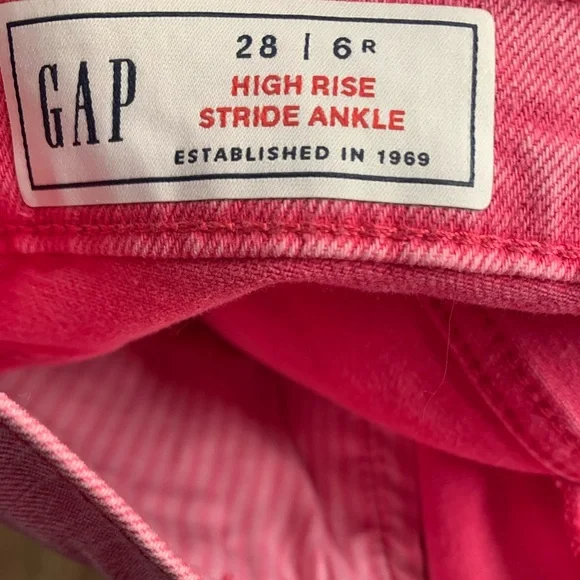 GAP
28 | 6R
HIGH RISE
STRIDE ANKLE
ESTABLISHED IN 1969